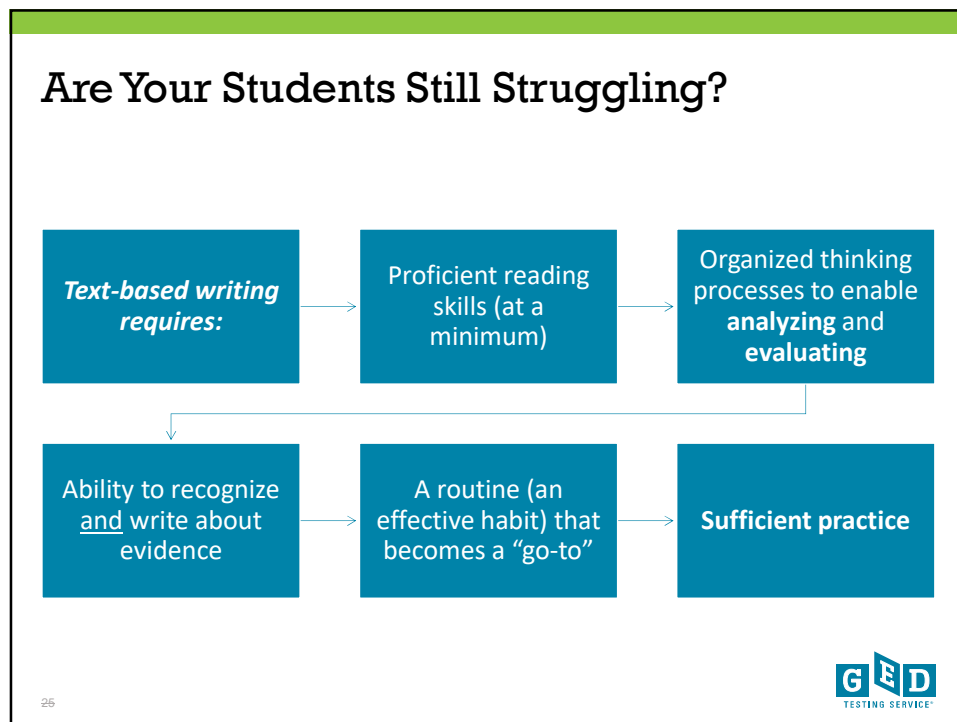 Are Your Students Still Struggling?
Text-based writing
requires:
Proficient reading
skills (at a
minimum)
Organized thinking
processes to enable
analyzing and
evaluating
Ability to recognize
and write about
evidence
A routine (an
effective habit) that
becomes a “go-to”
Sufficient practice
25
GED
TESTING SERVICE®